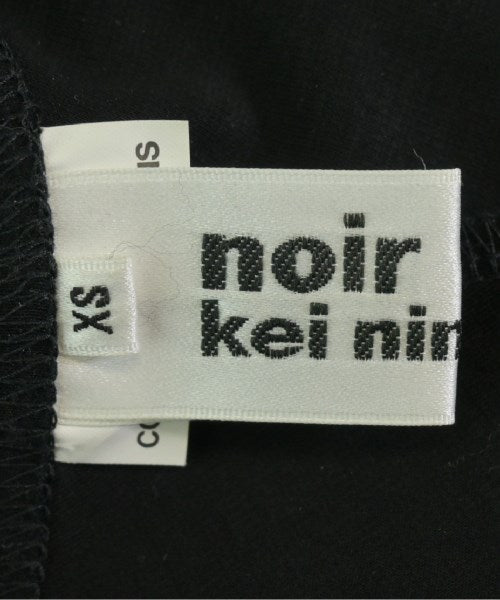 noir
kei nin
XS